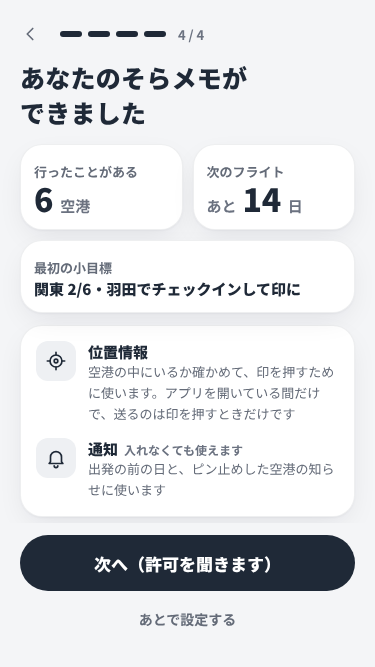 4 / 4
あなたのそらメモが
できました
行ったことがある
6 空港
次のフライト
あと 14 日
最初の小目標
関東 2/6・羽田でチェックインして印に
位置情報
空港の中にいるか確かめて、印を押すため
に使います。アプリを開いている間だけ
で、送るのは印を押すときだけです
通知 入れなくても使えます
出発の前の日と、ピン止めした空港の知ら
せに使います
次へ（許可を聞きます）
あとで設定する